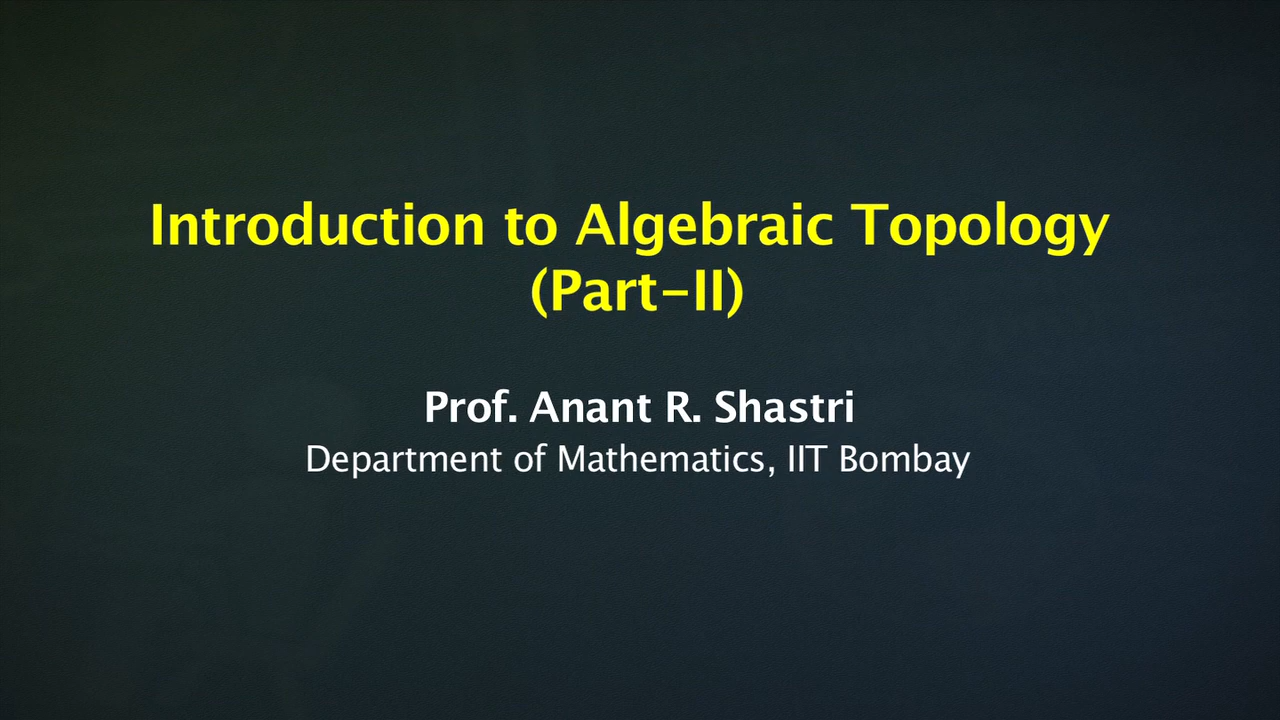 Introduction to Algebraic Topology
(Part–II)
Prof. Anant R. Shastri
Department of Mathematics, IIT Bombay